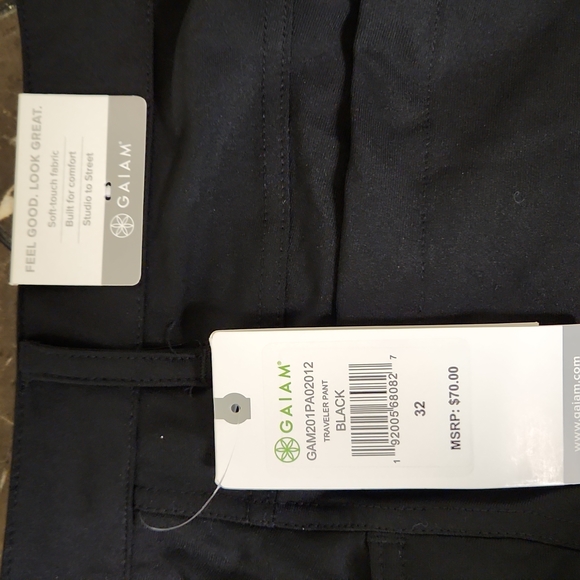 FEEL GOOD. LOOK GREAT.
Soft-touch fabric
Built for comfort
Studio to Street
GAIAM®
GAIAM®
GAM201PA02012
TRAVELER PANT
BLACK
1 92005 68082 7
32
MSRP: $70.00
www.gaiam.com